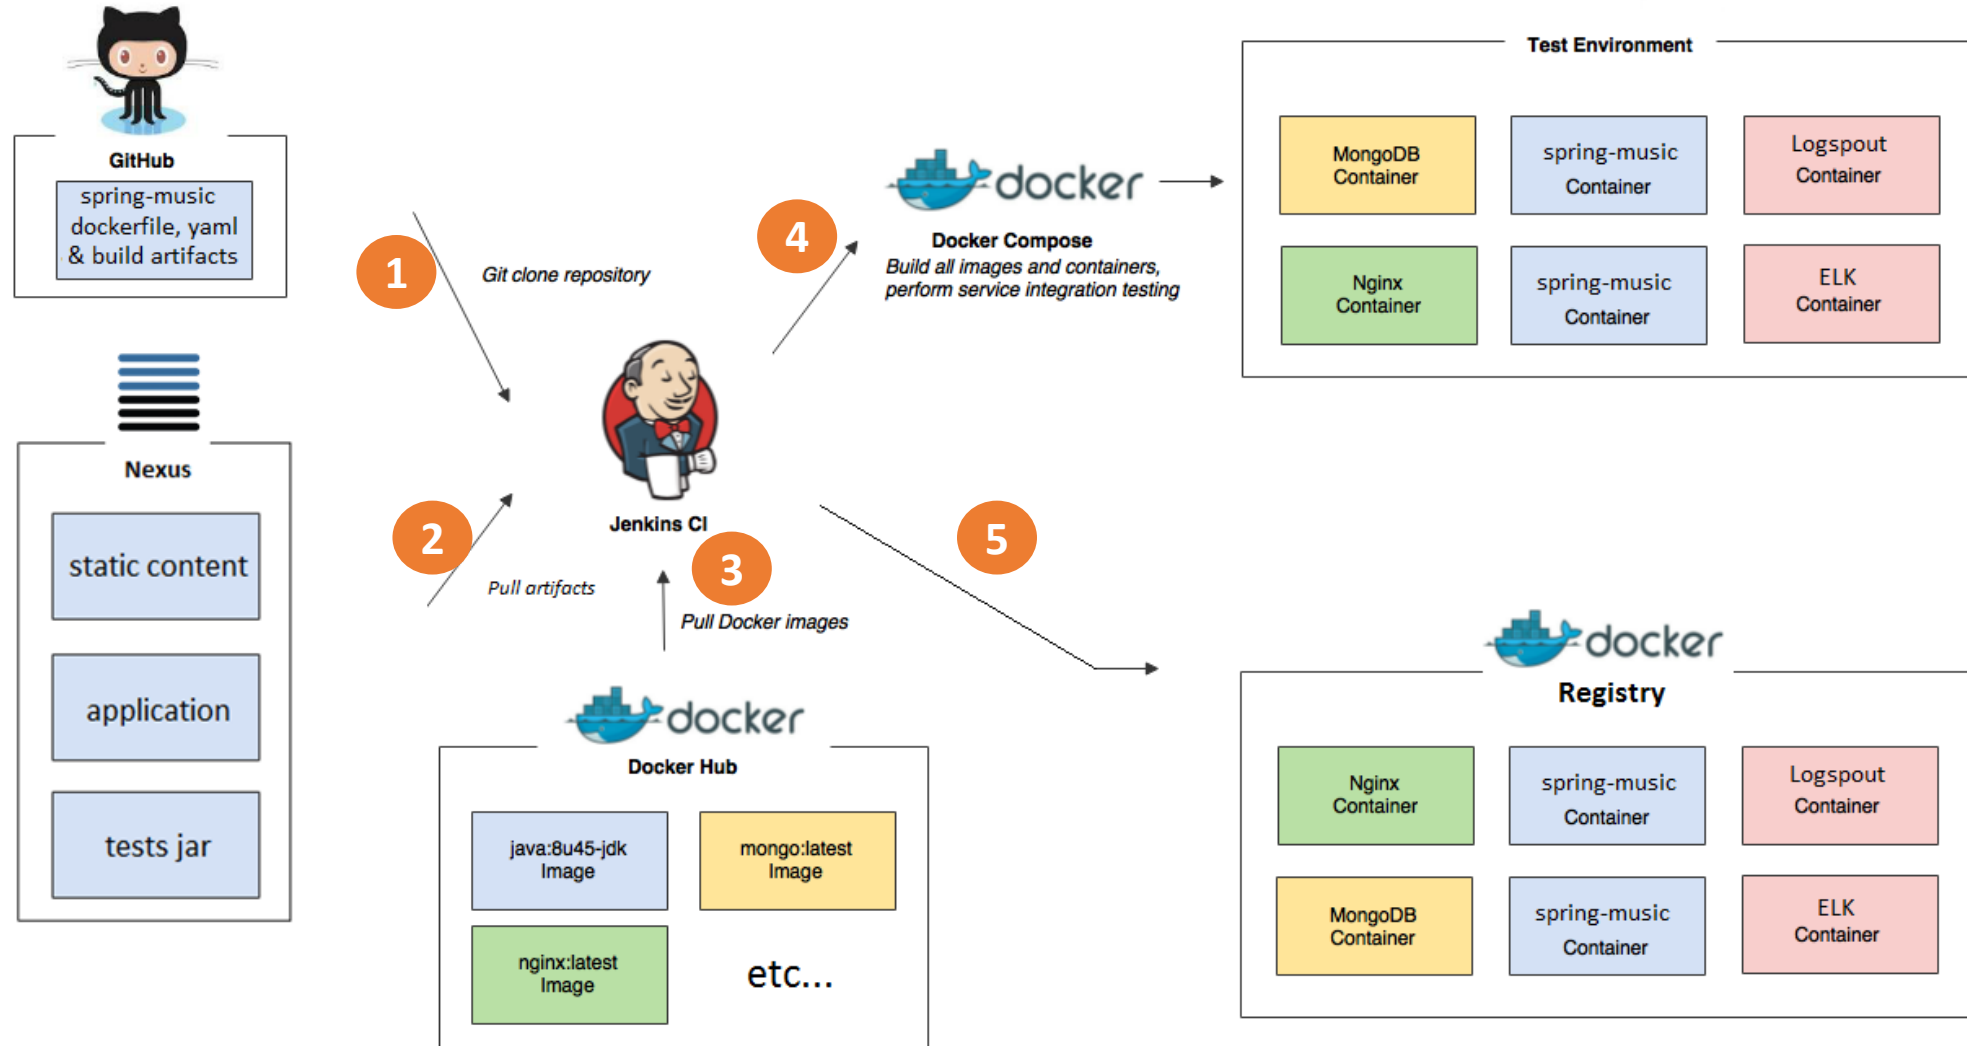 GitHub
spring-music
dockerfile, yaml
& build artifacts
Nexus
static content
application
tests jar
1
Git clone repository
2
Pull artifacts
Jenkins CI
3
Pull Docker images
docker
Docker Hub
java:8u45-jdk
Image
mongo:latest
Image
nginx:latest
Image
etc...
4
docker
Docker Compose
Build all images and containers,
perform service integration testing
5
Test Environment
MongoDB
Container
spring-music
Container
Logspout
Container
Nginx
Container
spring-music
Container
ELK
Container
docker
Registry
Nginx
Container
spring-music
Container
Logspout
Container
MongoDB
Container
spring-music
Container
ELK
Container